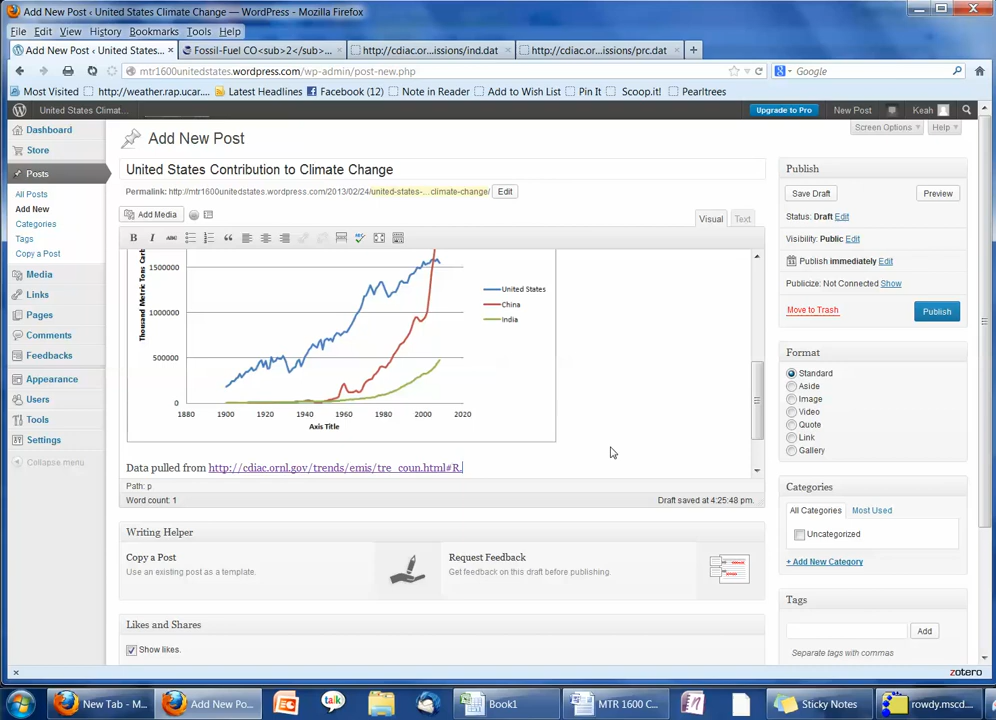 Add New Post ‹ United States Climate Change — WordPress - Mozilla Firefox
File Edit View History Bookmarks Tools Help
Add New Post ‹ United States... × Fossil-Fuel CO<sub>2</sub>... × http://cdiac.or...issions/ind.dat × http://cdiac.or...issions/prc.dat × +
mtr1600unitedstates.wordpress.com/wp-admin/post-new.php Google
Most Visited http://weather.rap.ucar.... Latest Headlines Facebook (12) Note in Reader Add to Wish List Pin It Scoop.it! Pearltrees
United States Climat... Upgrade to Pro New Post Keah
Dashboard
Store
Posts
All Posts
Add New
Categories
Tags
Copy a Post
Media
Links
Pages
Comments
Feedbacks
Appearance
Users
Tools
Settings
Collapse menu
Screen Options Help
Add New Post
United States Contribution to Climate Change
Permalink: http://mtr1600unitedstates.wordpress.com/2013/02/24/united-states-...climate-change/ Edit
Add Media
Visual Text
B I ABC
Thousand Metric Tons Carb
1500000
1000000
500000
0
1880 1900 1920 1940 1960 1980 2000 2020
Axis Title
United States
China
India
Data pulled from http://cdiac.ornl.gov/trends/emis/tre_coun.html#R.
Path: p
Word count: 1 Draft saved at 4:25:48 pm.
Writing Helper
Copy a Post
Use an existing post as a template.
Request Feedback
Get feedback on this draft before publishing.
Likes and Shares
Show likes.
Publish
Save Draft Preview
Status: Draft Edit
Visibility: Public Edit
Publish immediately Edit
Publicize: Not Connected Show
Move to Trash Publish
Format
Standard
Aside
Image
Video
Quote
Link
Gallery
Categories
All Categories Most Used
Uncategorized
+ Add New Category
Tags
Add
Separate tags with commas
× zotero
New Tab - M... Add New Po... talk Book1 MTR 1600 C... Sticky Notes rowdy.mscd...